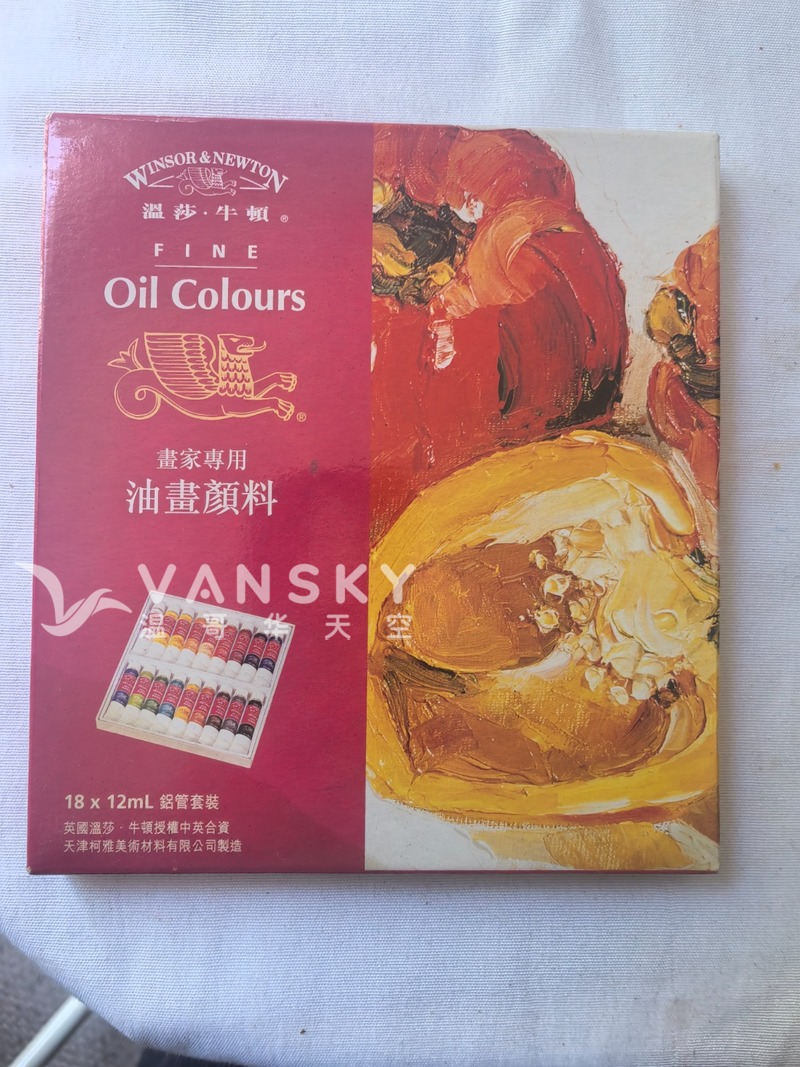 WINSOR & NEWTON
溫莎·牛頓®
FINE
Oil Colours
®
畫家專用
油畫顏料
VANSKY
温哥华天空
18 x 12mL 鋁管套裝
英國溫莎·牛頓授權中英合資
天津柯雅美術材料有限公司製造